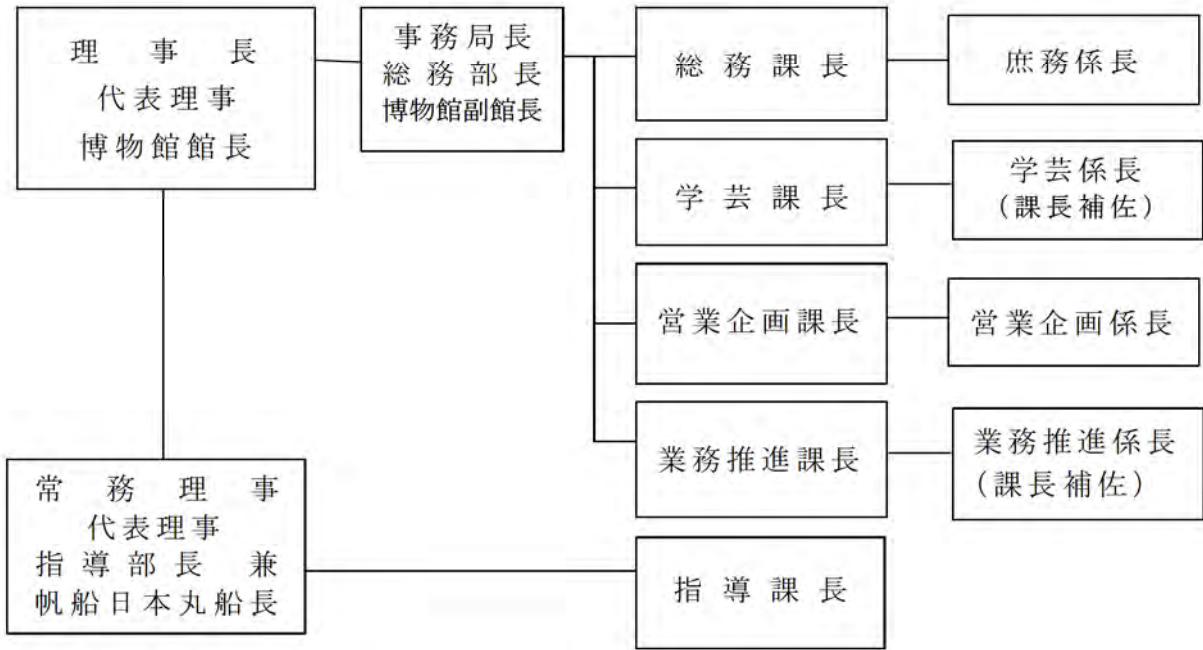 理事長
代表理事
博物館館長
事務局長
総務部長
博物館副館長
総務課長
庶務係長
学芸課長
学芸係長
(課長補佐)
営業企画課長
営業企画係長
業務推進課長
業務推進係長
(課長補佐)
常務理事
代表理事
指導部長 兼
帆船日本丸船長
指導課長